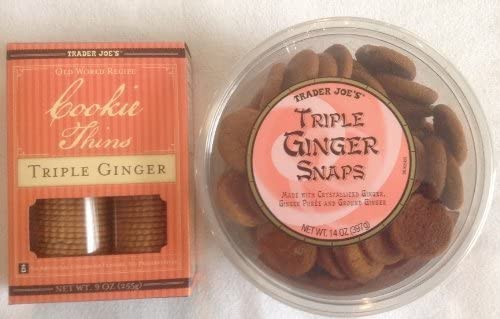 TRADER JOE'S
OLD WORLD RECIPE
Cookie
Thins
TRIPLE GINGER
NET WT. 9 OZ (255g)
TRADER JOE'S
TRIPLE
GINGER
SNAPS
MADE WITH CRYSTALLIZED GINGER,
GINGER PURÉE AND GROUND GINGER
NET WT. 14 OZ (397g)